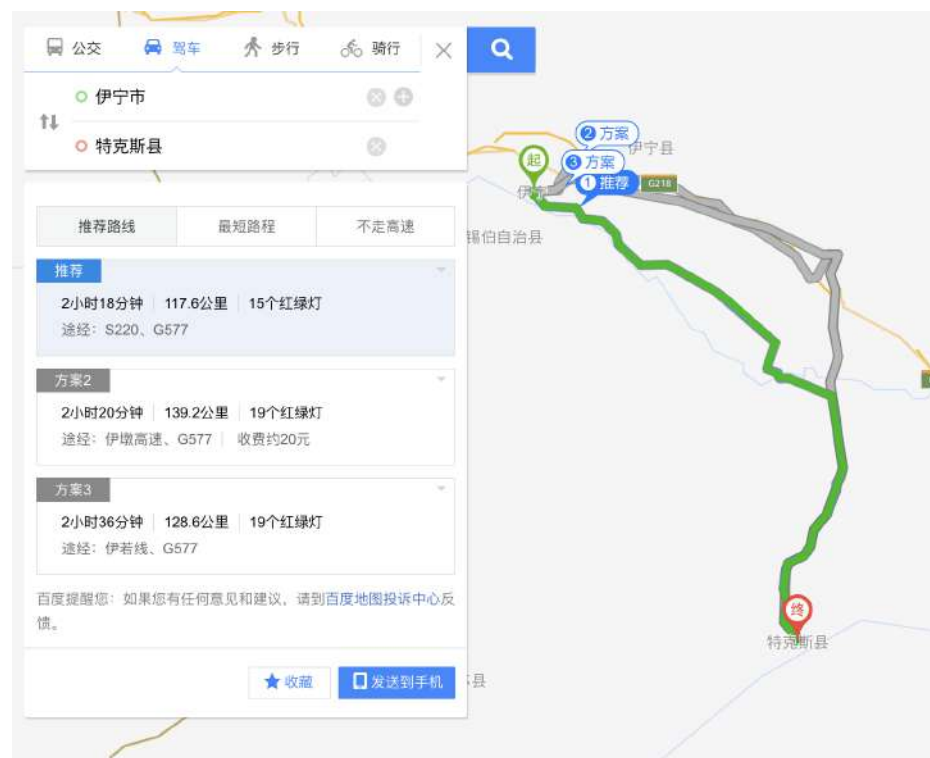 公交 驾车 步行 骑行
伊宁市
特克斯县
推荐路线 最短路程 不走高速
推荐
2小时18分钟 117.6公里 15个红绿灯
途经：S220、G577
方案2
2小时20分钟 139.2公里 19个红绿灯
途经：伊墩高速、G577 收费约20元
方案3
2小时36分钟 128.6公里 19个红绿灯
途经：伊若线、G577
百度提醒您：如果您有任何意见和建议，请到百度地图投诉中心反
馈。
收藏 发送到手机
2 方案
伊宁县
起
3 方案
1 推荐
G218
伊宁
锡伯自治县
终
特克斯县
县